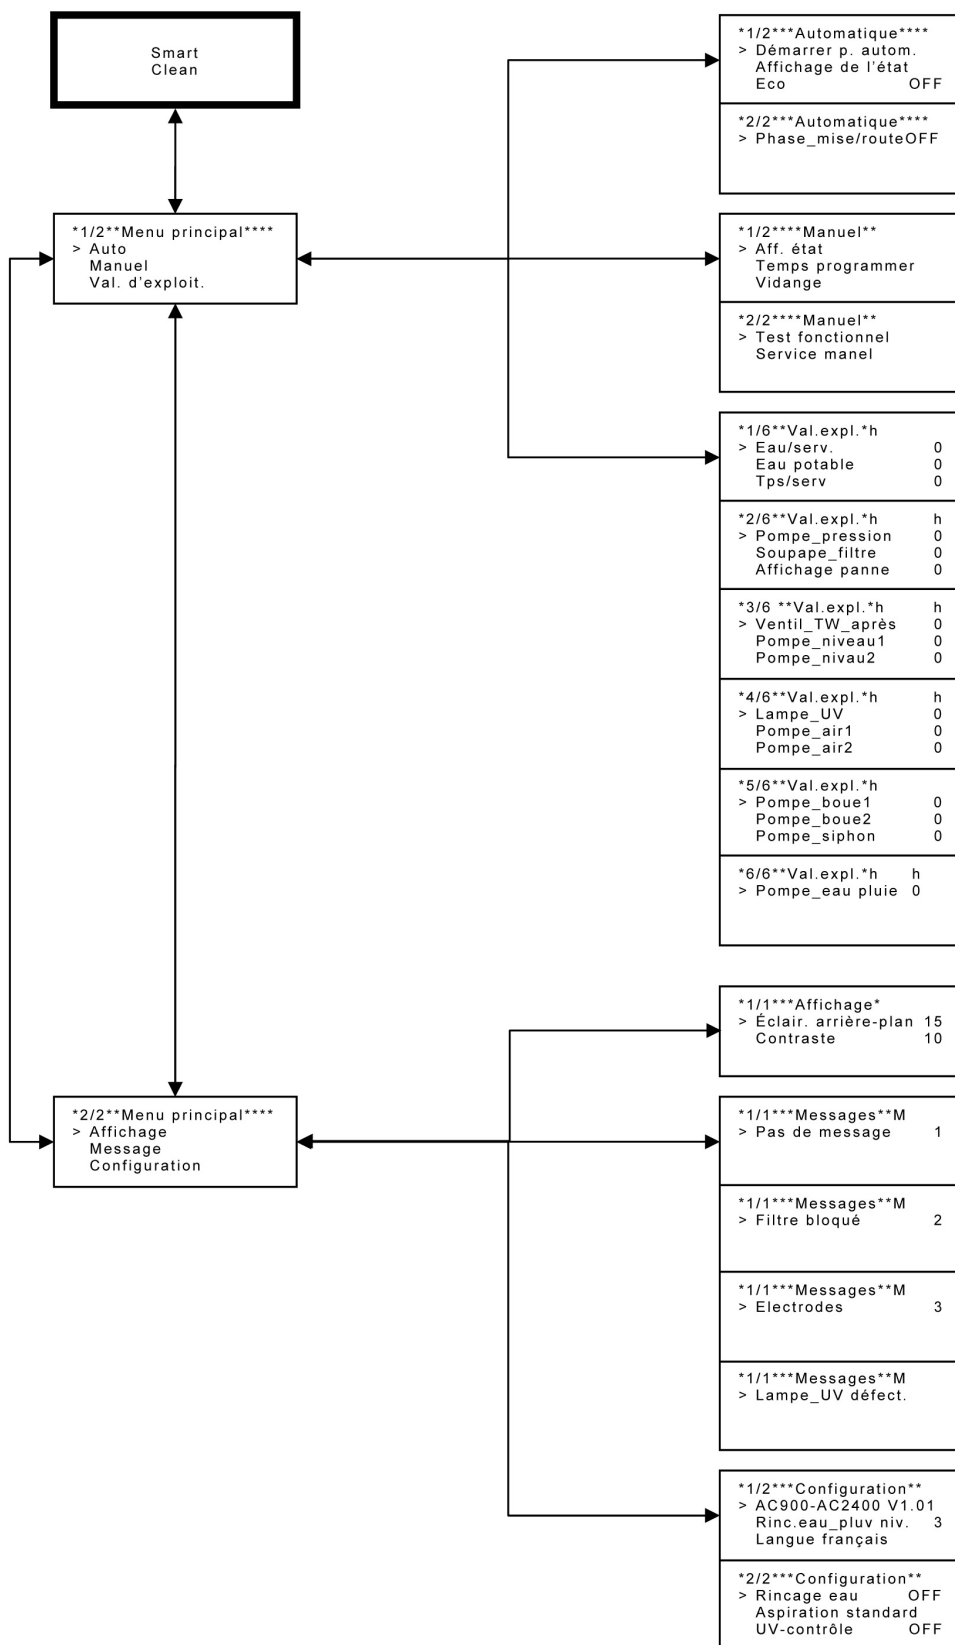 Smart
Clean
*1/2**Menu principal****
> Auto
Manuel
Val. d'exploit.
*2/2**Menu principal****
> Affichage
Message
Configuration
*1/2***Automatique****
> Démarrer p. autom.
Affichage de l'état
Eco OFF
*2/2***Automatique****
> Phase_mise/routeOFF
*1/2****Manuel**
> Aff. état
Temps programmer
Vidange
*2/2****Manuel**
> Test fonctionnel
Service manel
*1/6**Val.expl.*h
> Eau/serv. 0
Eau potable 0
Tps/serv 0
*2/6**Val.expl.*h h
> Pompe_pression 0
Soupape_filtre 0
Affichage panne 0
*3/6 **Val.expl.*h h
> Ventil_TW_après 0
Pompe_niveau1 0
Pompe_nivau2 0
*4/6**Val.expl.*h h
> Lampe_UV 0
Pompe_air1 0
Pompe_air2 0
*5/6**Val.expl.*h
> Pompe_boue1 0
Pompe_boue2 0
Pompe_siphon 0
*6/6**Val.expl.*h h
> Pompe_eau pluie 0
*1/1***Affichage*
> Éclair. arrière-plan 15
Contraste 10
*1/1***Messages**M
> Pas de message 1
*1/1***Messages**M
> Filtre bloqué 2
*1/1***Messages**M
> Electrodes 3
*1/1***Messages**M
> Lampe_UV défect.
*1/2***Configuration**
> AC900-AC2400 V1.01
Rinc.eau_pluv niv. 3
Langue français
*2/2***Configuration**
> Rincage eau OFF
Aspiration standard
UV-contrôle OFF